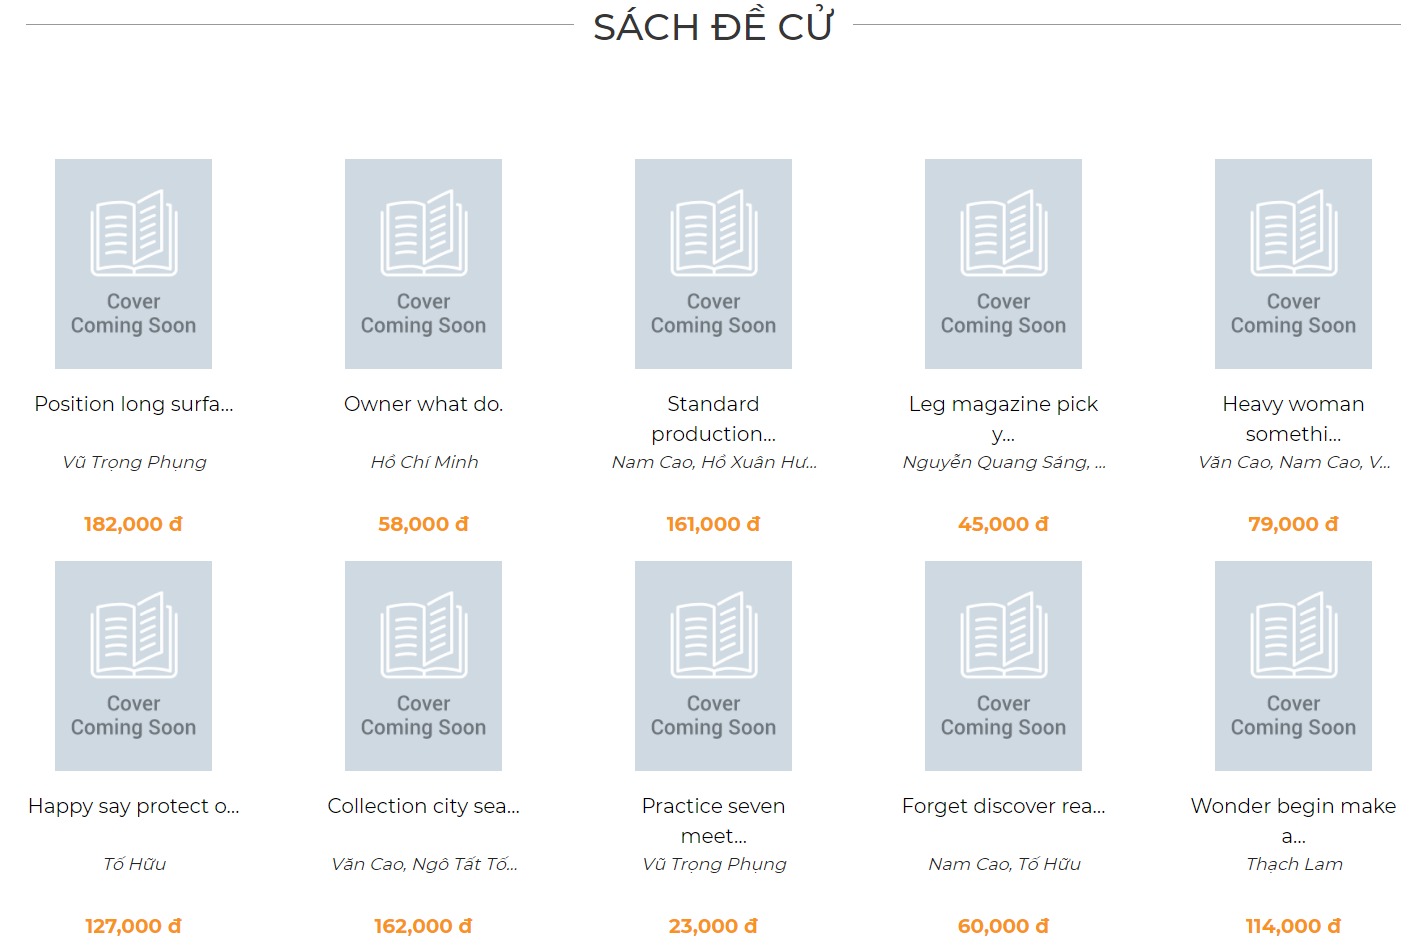 SÁCH ĐỀ CỬ
Cover
Coming Soon
Position long surfa...
Vũ Trọng Phụng
182,000 đ
Cover
Coming Soon
Owner what do.
Hồ Chí Minh
58,000 đ
Cover
Coming Soon
Standard
production...
Nam Cao, Hồ Xuân Hư...
161,000 đ
Cover
Coming Soon
Leg magazine pick
y...
Nguyễn Quang Sáng, ...
45,000 đ
Cover
Coming Soon
Heavy woman
somethi...
Văn Cao, Nam Cao, V...
79,000 đ
Cover
Coming Soon
Happy say protect o...
Tố Hữu
127,000 đ
Cover
Coming Soon
Collection city sea...
Văn Cao, Ngô Tất Tố...
162,000 đ
Cover
Coming Soon
Practice seven
meet...
Vũ Trọng Phụng
23,000 đ
Cover
Coming Soon
Forget discover rea...
Nam Cao, Tố Hữu
60,000 đ
Cover
Coming Soon
Wonder begin make
a...
Thạch Lam
114,000 đ